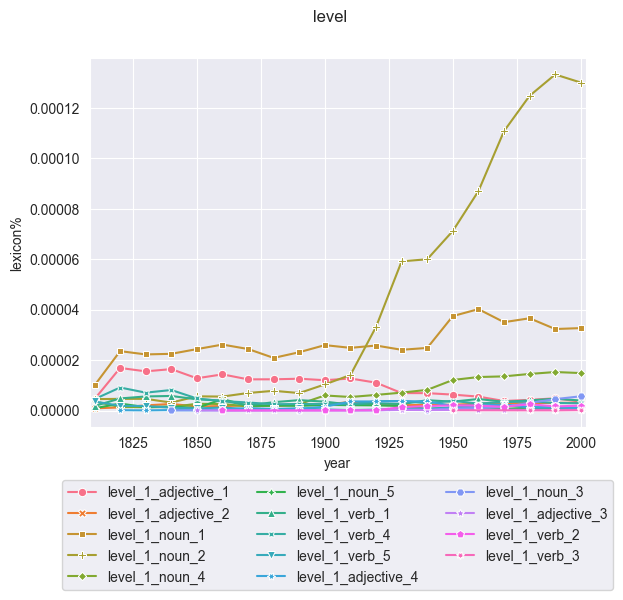 level
0.00012
0.00010
0.00008
0.00006
0.00004
0.00002
0.00000
lexicon%
1825 1850 1875 1900 1925 1950 1975 2000
year
level_1_adjective_1 level_1_noun_5 level_1_noun_3
level_1_adjective_2 level_1_verb_1 level_1_adjective_3
level_1_noun_1 level_1_verb_4 level_1_verb_2
level_1_noun_2 level_1_verb_5 level_1_verb_3
level_1_noun_4 level_1_adjective_4